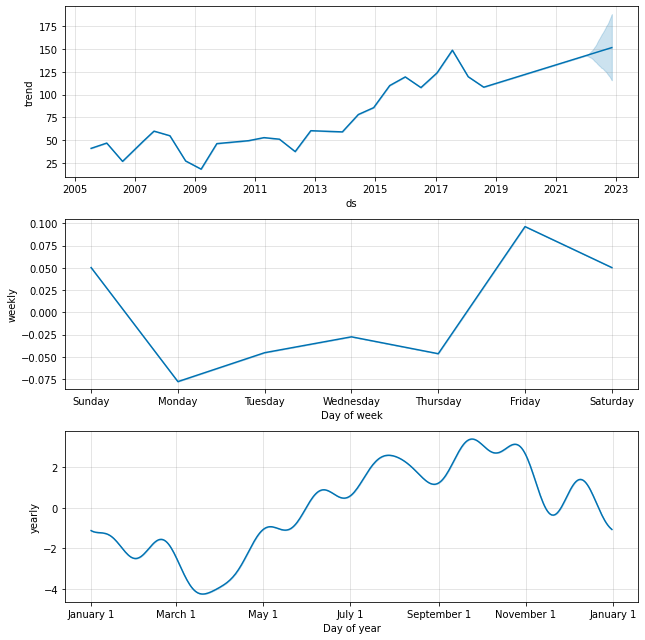 175
150
125
100
75
50
25
trend
2005 2007 2009 2011 2013 2015 2017 2019 2021 2023
ds
0.100
0.075
0.050
0.025
0.000
−0.025
−0.050
−0.075
weekly
Sunday Monday Tuesday Wednesday Thursday Friday Saturday
Day of week
2
0
−2
−4
yearly
January 1 March 1 May 1 July 1 September 1 November 1 January 1
Day of year